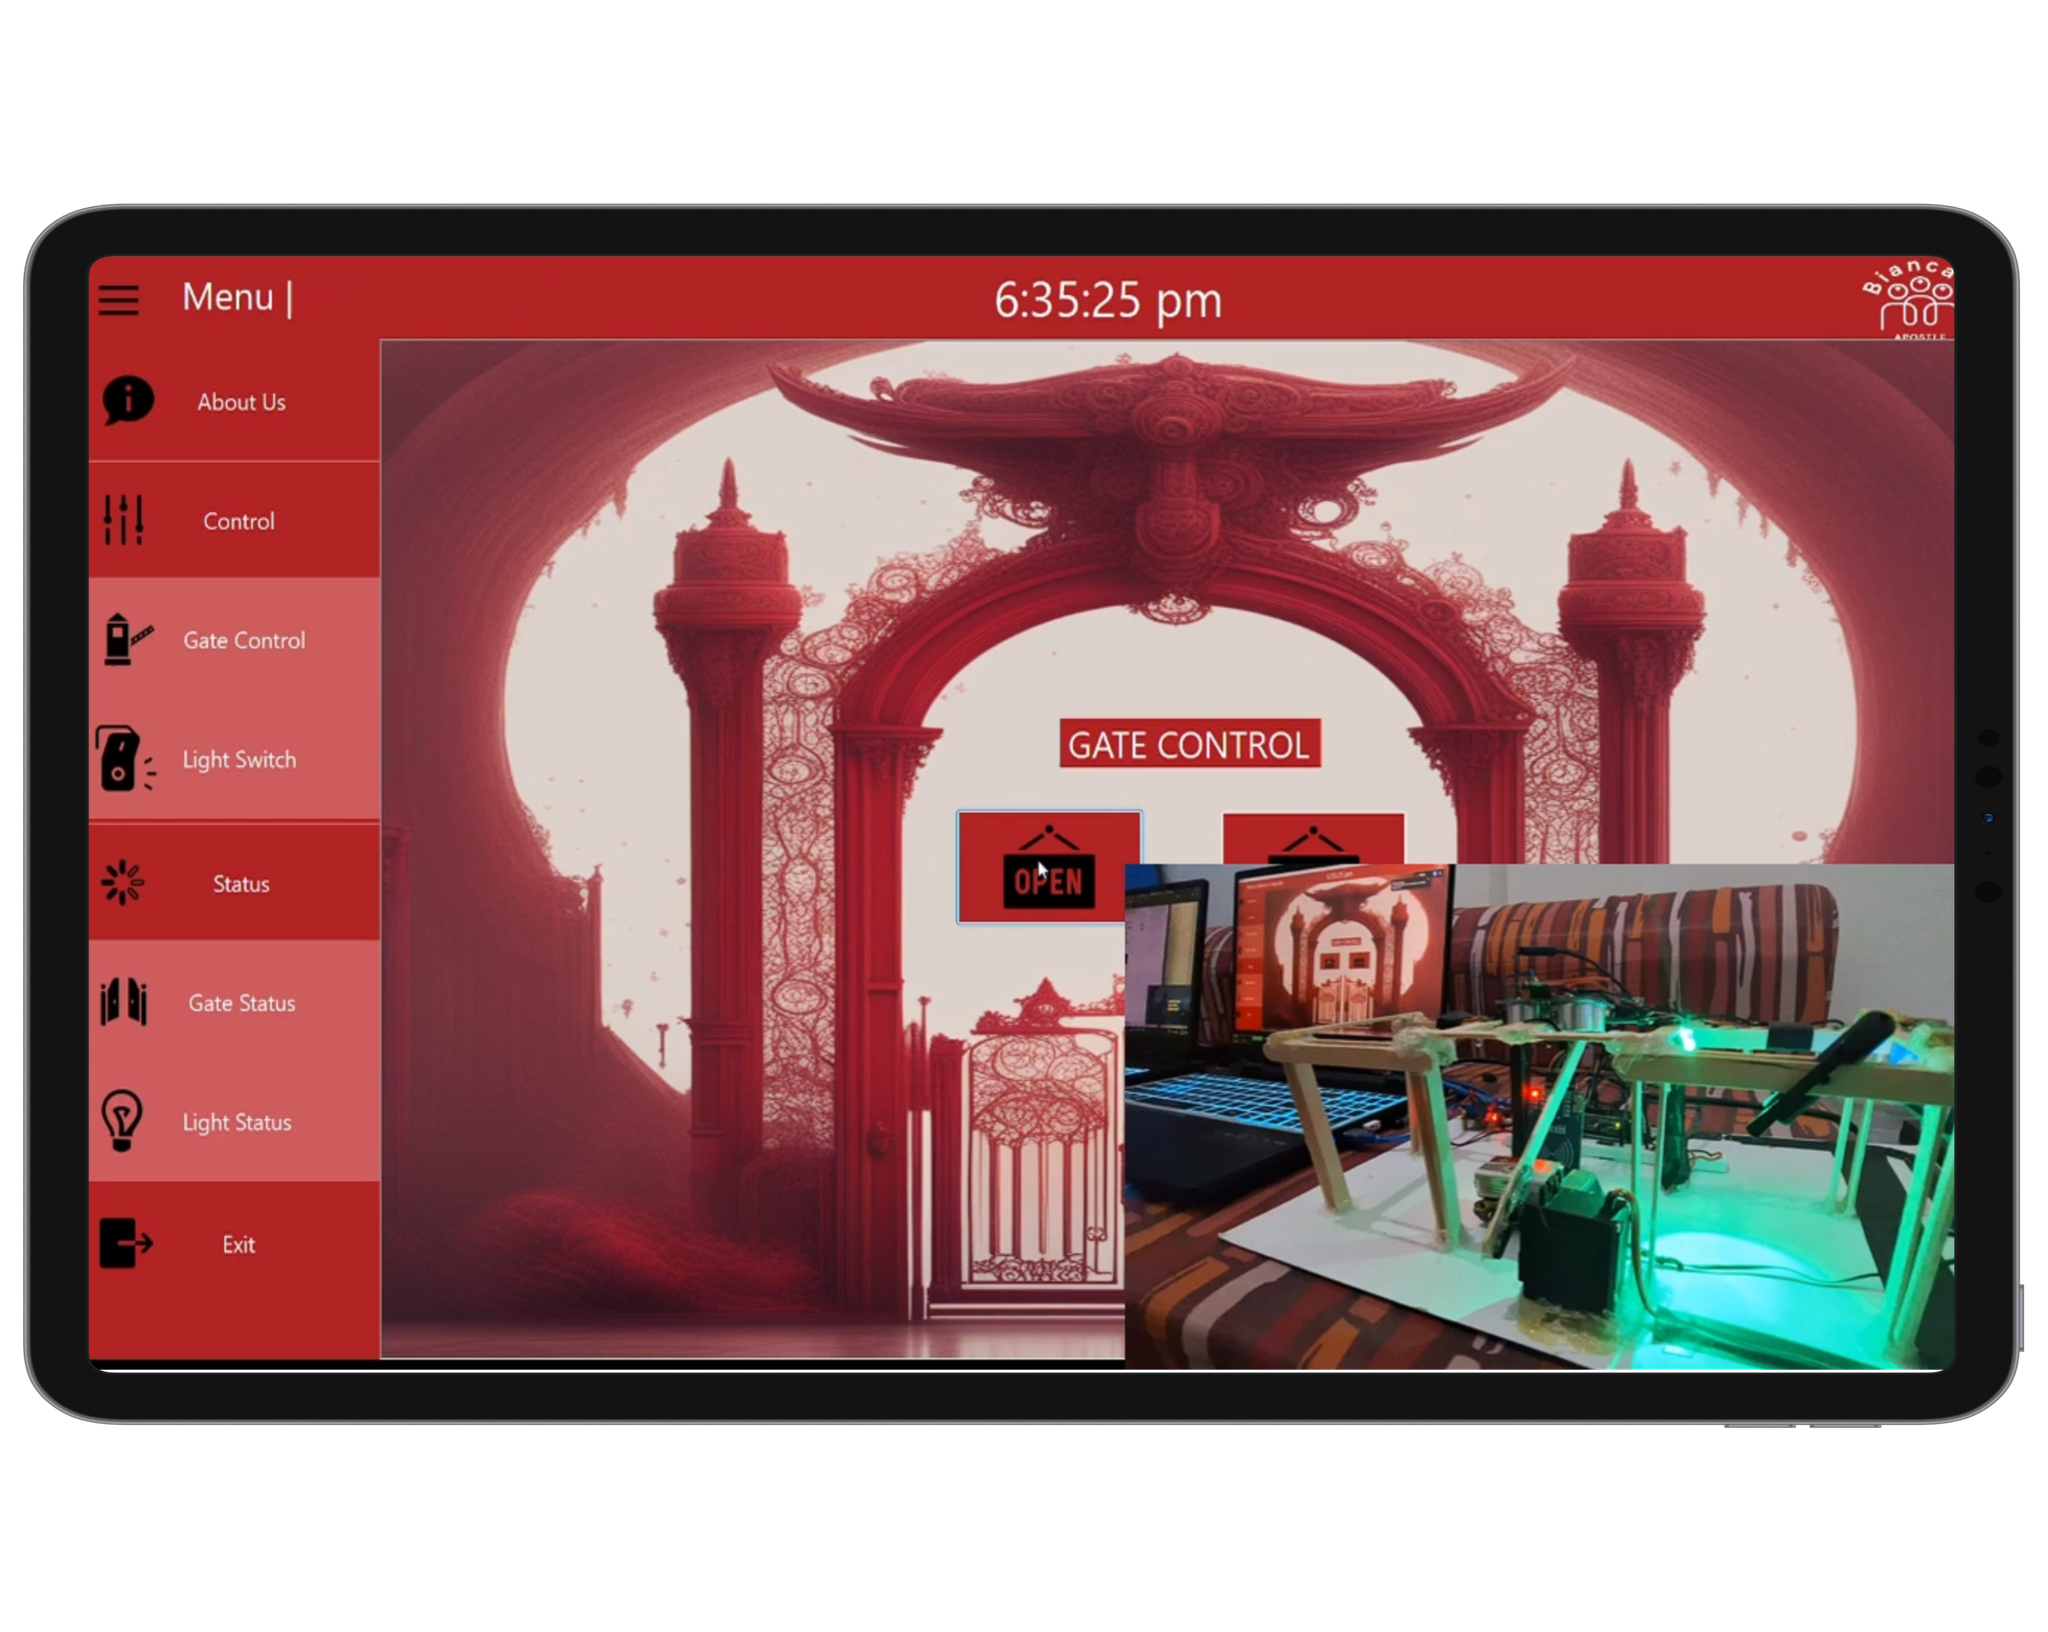 Menu |
6:35:25 pm
Bianca
APOSTLE
About Us
Control
Gate Control
Light Switch
Status
Gate Status
Light Status
Exit
GATE CONTROL
OPEN